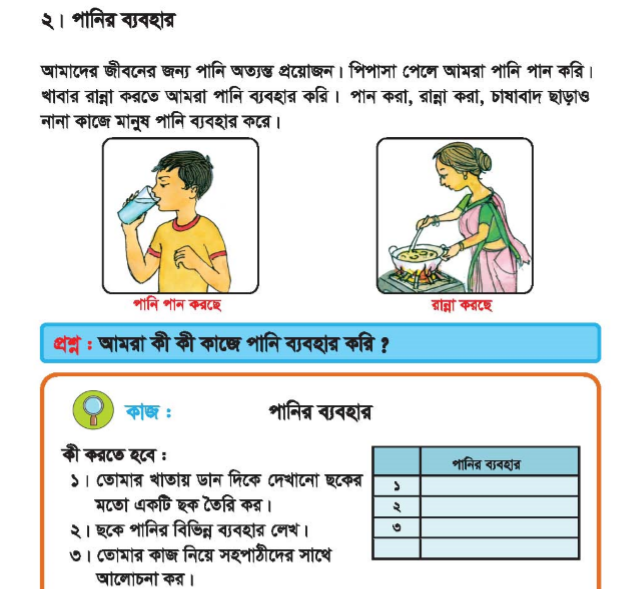 ২। পানির ব্যবহার
আমাদের জীবনের জন্য পানি অত্যন্ত প্রয়োজন। পিপাসা পেলে আমরা পানি পান করি।
খাবার রান্না করতে আমরা পানি ব্যবহার করি। পান করা, রান্না করা, চাষাবাদ ছাড়াও
নানা কাজে মানুষ পানি ব্যবহার করে।
পানি পান করছে
রান্না করছে
প্রশ্ন : আমরা কী কী কাজে পানি ব্যবহার করি ?
কাজ :
পানির ব্যবহার
কী করতে হবে :
১। তোমার খাতায় ডান দিকে দেখানো ছকের
মতো একটি ছক তৈরি কর।
২। ছকে পানির বিভিন্ন ব্যবহার লেখ।
৩। তোমার কাজ নিয়ে সহপাঠীদের সাথে
আলোচনা কর।
পানির ব্যবহার
১
২
৩